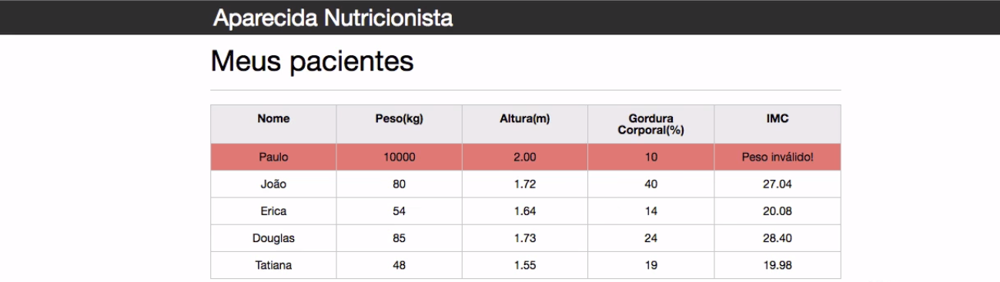 Aparecida Nutricionista
Meus pacientes
Nome Peso(kg) Altura(m) Gordura Corporal(%) IMC
Paulo 10000 2.00 10 Peso inválido!
João 80 1.72 40 27.04
Erica 54 1.64 14 20.08
Douglas 85 1.73 24 28.40
Tatiana 48 1.55 19 19.98